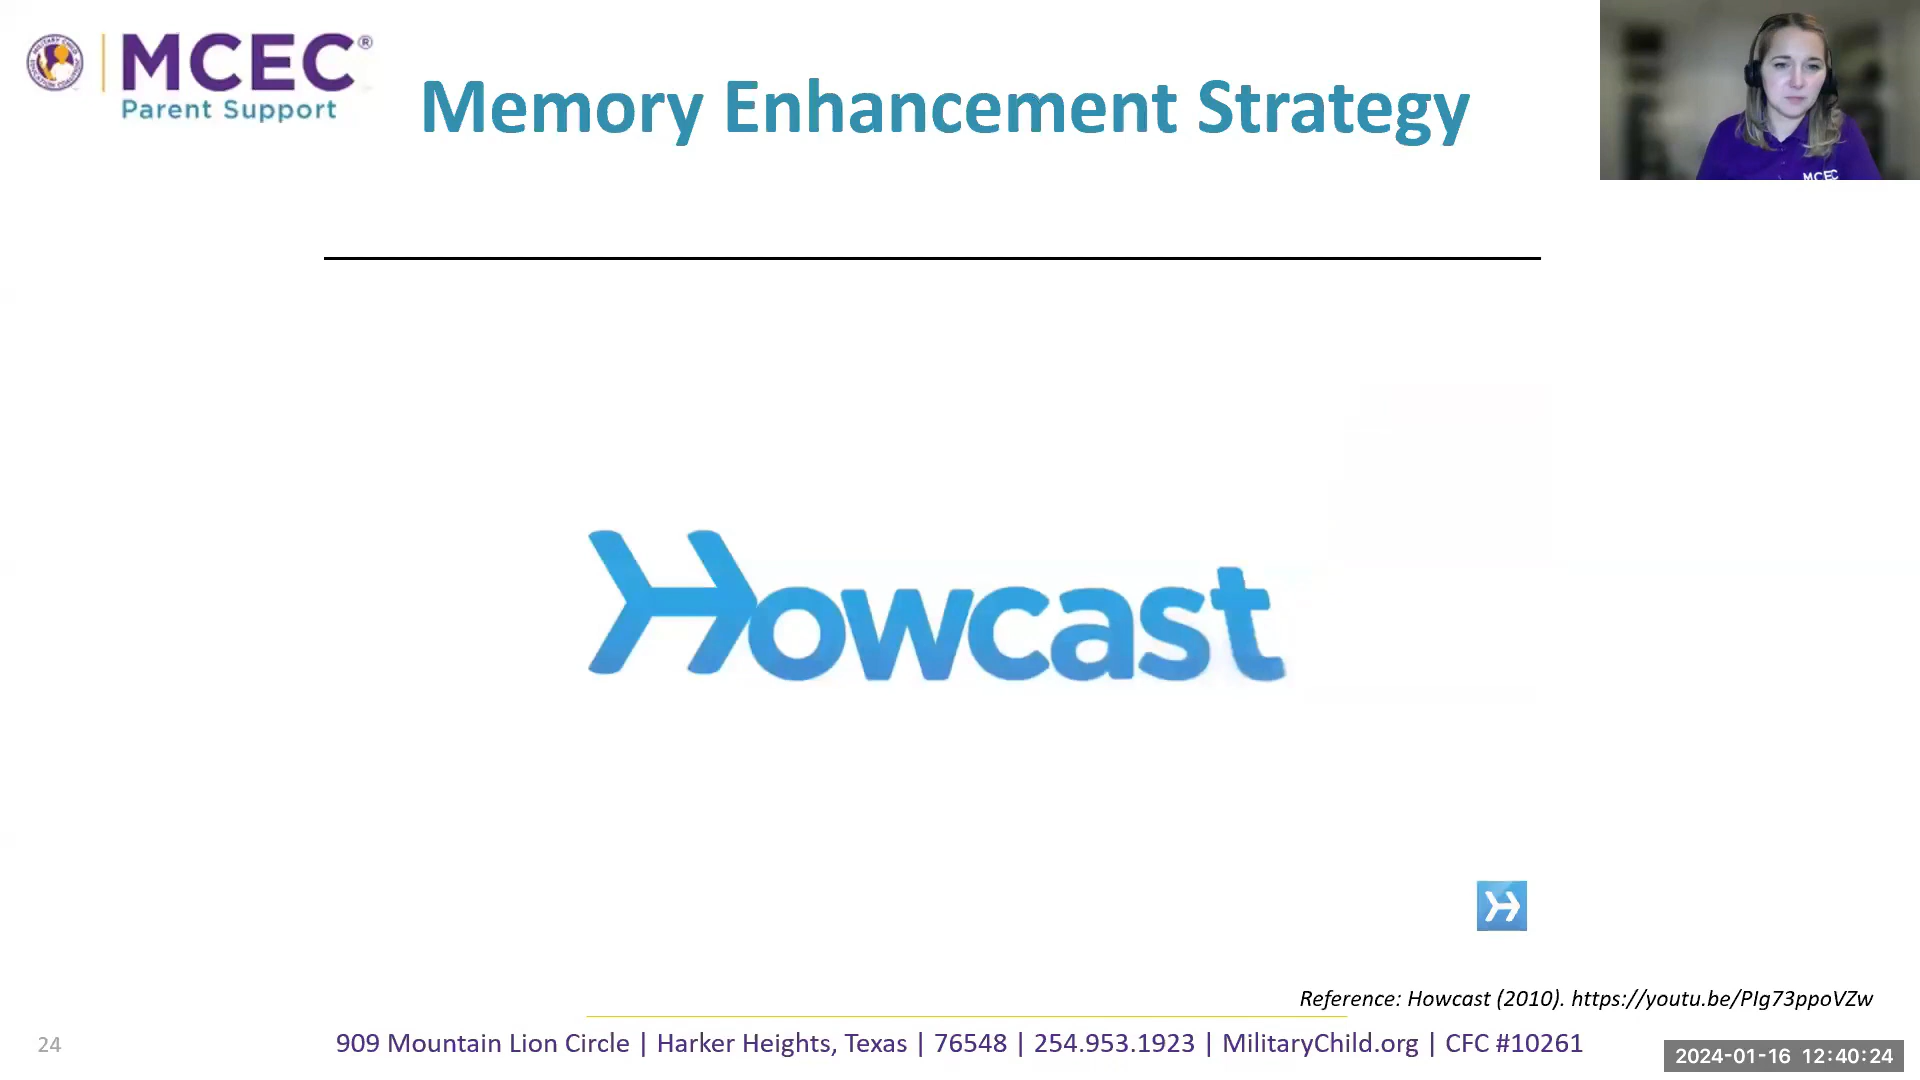 MCEC®
Parent Support
Memory Enhancement Strategy
MCEC
Howcast
Reference: Howcast (2010). https://youtu.be/PIg73ppoVZw
24
909 Mountain Lion Circle | Harker Heights, Texas | 76548 | 254.953.1923 | MilitaryChild.org | CFC #10261
2024-01-16 12:40:24